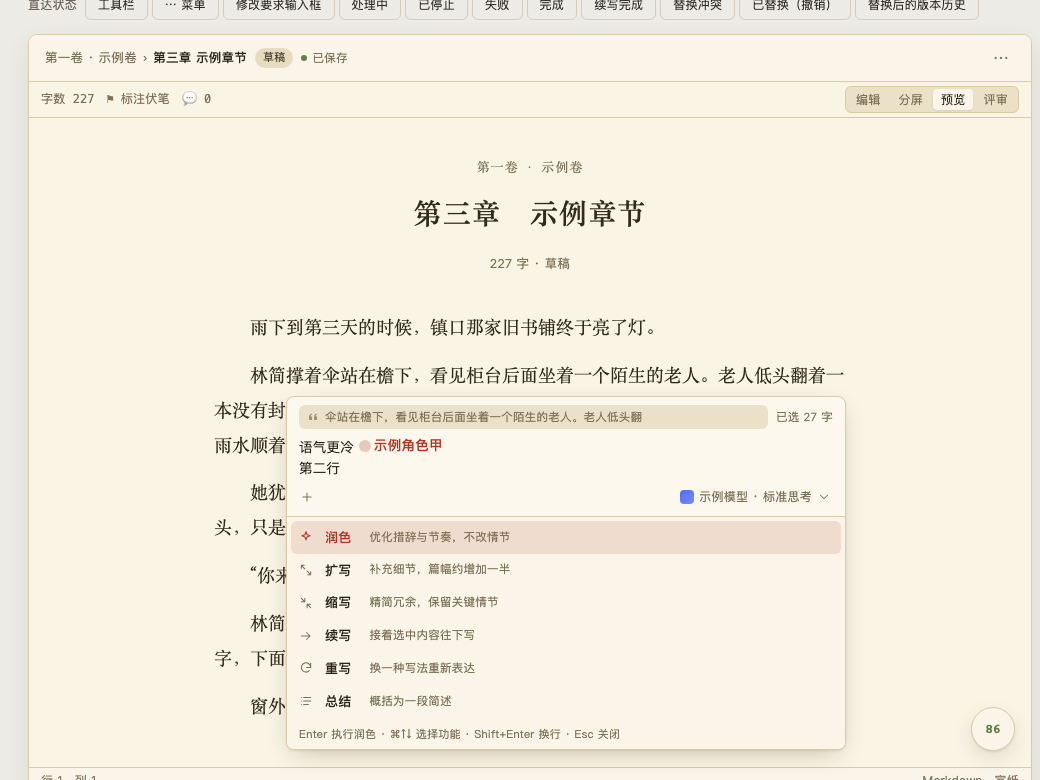 直达状态 工具栏 ··· 菜单 修改要求输入框 处理中 已停止 失败 完成 续写完成 替换冲突 已替换（撤销） 替换后的版本历史
第一卷 · 示例卷 › 第三章 示例章节 草稿 已保存 ···
字数 227 标注伏笔 0 编辑 分屏 预览 评审
第一卷 · 示例卷
第三章 示例章节
227 字 · 草稿
雨下到第三天的时候，镇口那家旧书铺终于亮了灯。
林简撑着伞站在檐下，看见柜台后面坐着一个陌生的老人。老人低头翻着一
本没有封
雨水顺着
她犹
头，只是
“你来
林简
字，下面
窗外
“ 伞站在檐下，看见柜台后面坐着一个陌生的老人。老人低头翻 已选 27 字
语气更冷 示例角色甲
第二行
+ 示例模型 · 标准思考
润色 优化措辞与节奏，不改情节
扩写 补充细节，篇幅约增加一半
缩写 精简冗余，保留关键情节
续写 接着选中内容往下写
重写 换一种写法重新表达
总结 概括为一段简述
Enter 执行润色 · ⌘↑↓ 选择功能 · Shift+Enter 换行 · Esc 关闭
86
行 1，列 1 Markdown 宣纸